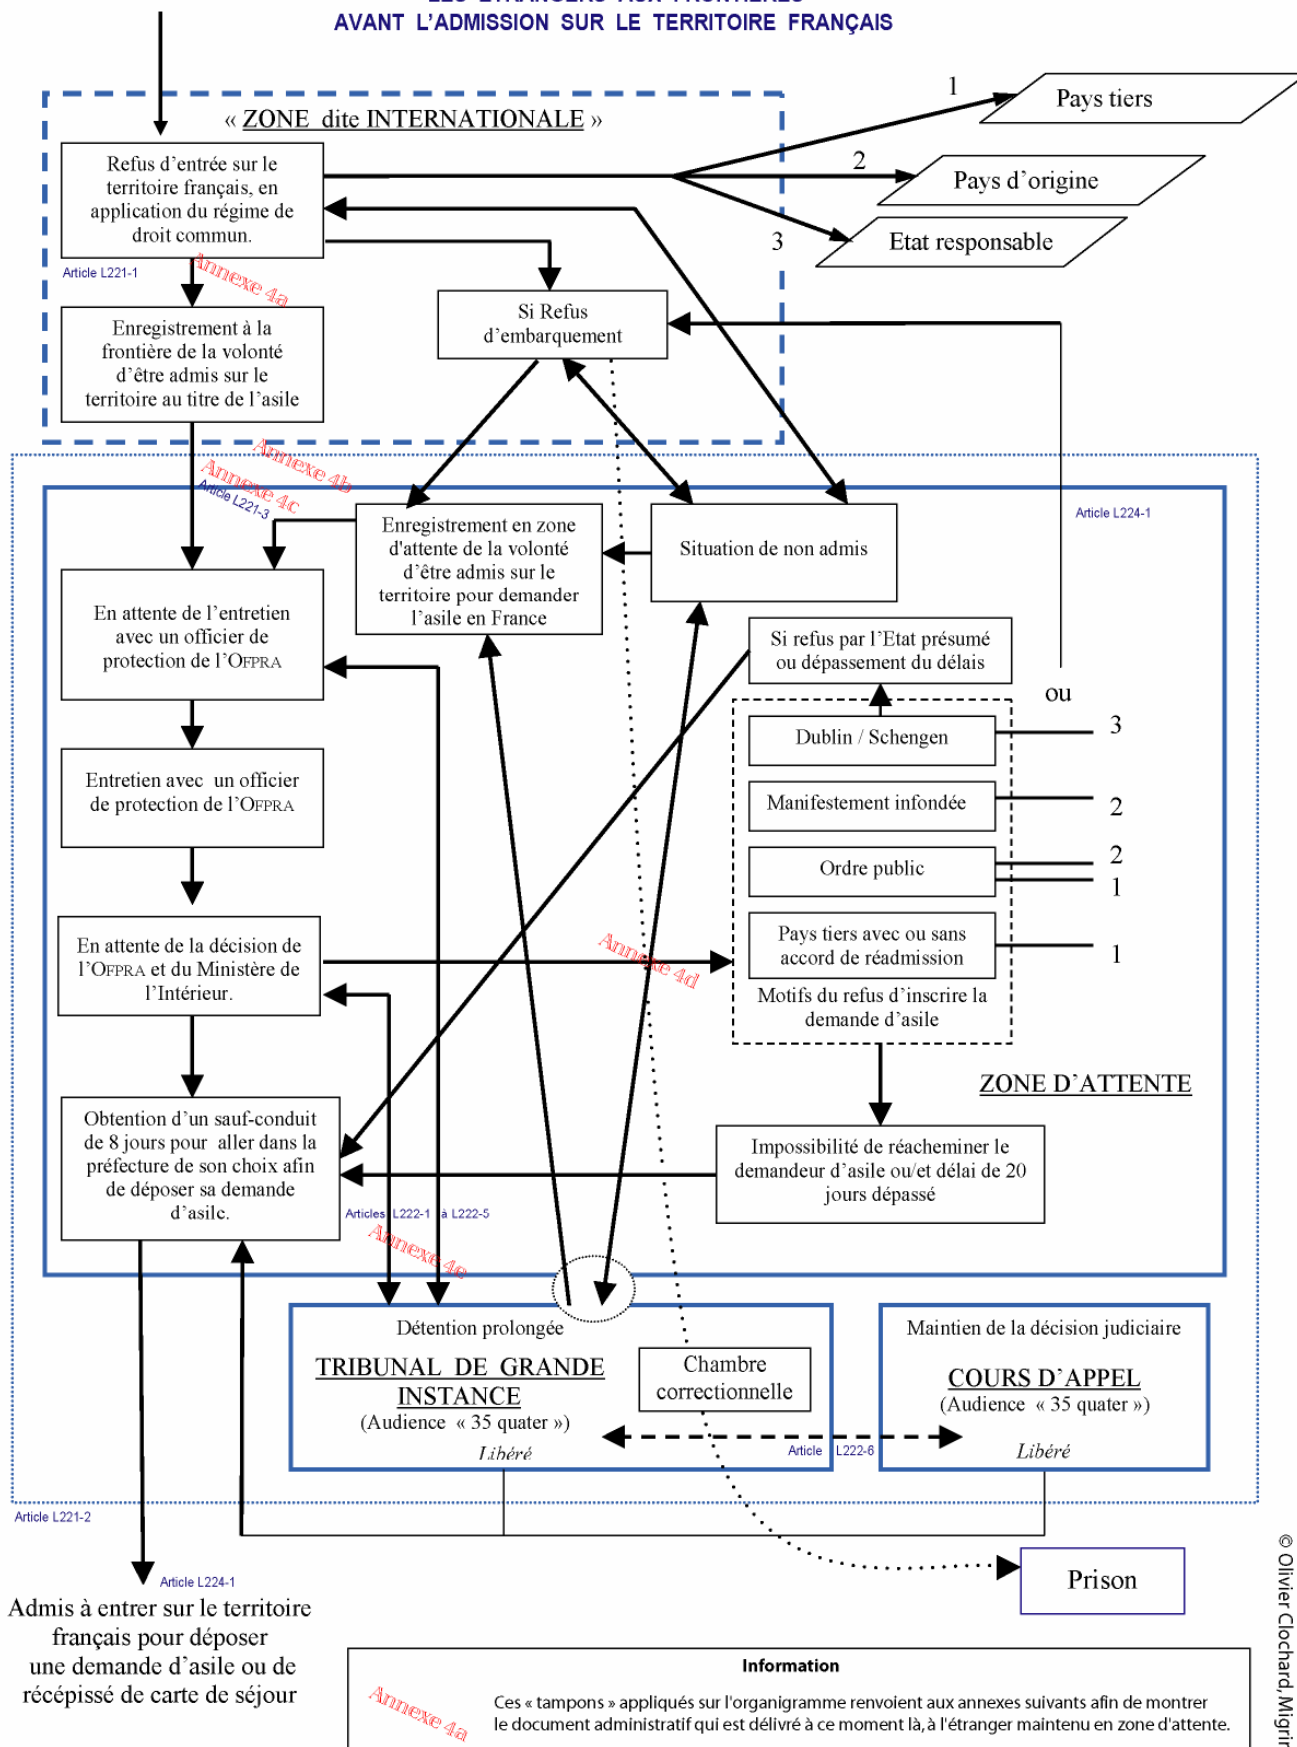 LES ÉTRANGERS AUX FRONTIÈRES
AVANT L'ADMISSION SUR LE TERRITOIRE FRANÇAIS
« ZONE dite INTERNATIONALE »
1
Pays tiers
2
Pays d'origine
3
Etat responsable
Refus d'entrée sur le
territoire français, en
application du régime de
droit commun.
Article L221-1
Annexe 4a
Si Refus
d'embarquement
Enregistrement à la
frontière de la volonté
d'être admis sur le
territoire au titre de l'asile
Annexe 4b
Annexe 4c
Article L221-3
Article L224-1
Enregistrement en zone
d'attente de la volonté
d'être admis sur le
territoire pour demander
l'asile en France
Situation de non admis
En attente de l'entretien
avec un officier de
protection de l'OFPRA
Si refus par l'Etat présumé
ou dépassement du délais
ou
Dublin / Schengen
3
Entretien avec un officier
de protection de l'OFPRA
Manifestement infondée
2
Ordre public
2
1
Pays tiers avec ou sans
accord de réadmission
1
Motifs du refus d'inscrire la
demande d'asile
En attente de la décision de
l'OFPRA et du Ministère de
l'Intérieur.
Annexe 4d
ZONE D'ATTENTE
Obtention d'un sauf-conduit
de 8 jours pour aller dans la
préfecture de son choix afin
de déposer sa demande
d'asile.
Impossibilité de réacheminer le
demandeur d'asile ou/et délai de 20
jours dépassé
Articles L222-1 à L222-5
Annexe 4e
Détention prolongée
TRIBUNAL DE GRANDE
INSTANCE
(Audience « 35 quater »)
Libéré
Chambre
correctionnelle
Maintien de la décision judiciaire
COURS D'APPEL
(Audience « 35 quater »)
Libéré
Article L222-6
Article L221-2
Article L224-1
Admis à entrer sur le territoire
français pour déposer
une demande d'asile ou de
récépissé de carte de séjour
Prison
Information
Annexe 4a
Ces « tampons » appliqués sur l'organigramme renvoient aux annexes suivants afin de montrer
le document administratif qui est délivré à ce moment là, à l'étranger maintenu en zone d'attente.
© Olivier Clochard, Migrin